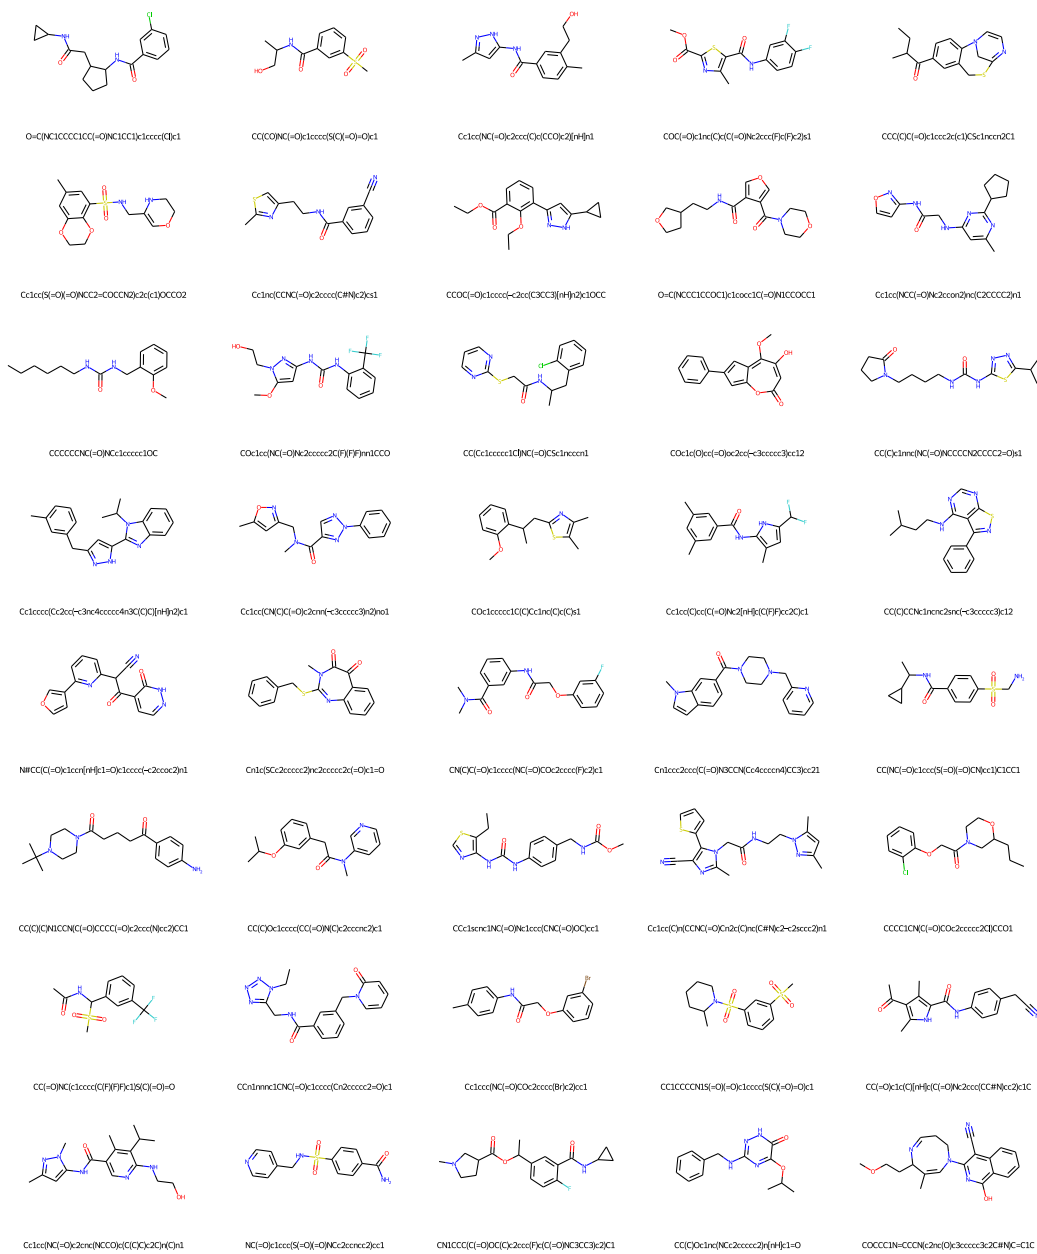 O=C(NC1CCCC1CC(=O)NC1CC1)c1cccc(Cl)c1
CC(CO)NC(=O)c1cccc(S(C)(=O)=O)c1
Cc1cc(NC(=O)c2ccc(C)c(CCO)c2)[nH]n1
COC(=O)c1nc(C)c(C(=O)Nc2ccc(F)c(F)c2)s1
CCC(C)C(=O)c1ccc2c(c1)CSc1nccn2C1
Cc1cc(S(=O)(=O)NCC2=COCCN2)c2c(c1)OCCO2
Cc1nc(CCNC(=O)c2cccc(C#N)c2)cs1
CCOC(=O)c1cccc(-c2cc(C3CC3)[nH]n2)c1OCC
O=C(NCCC1CCOC1)c1cocc1C(=O)N1CCOCC1
Cc1cc(NCC(=O)Nc2ccon2)nc(C2CCCC2)n1
CCCCCCNC(=O)NCc1ccccc1OC
COc1cc(NC(=O)Nc2ccccc2C(F)(F)F)nn1CCO
CC(Cc1ccccc1Cl)NC(=O)CSc1ncccn1
COc1c(O)cc(=O)oc2cc(-c3ccccc3)cc12
CC(C)c1nnc(NC(=O)NCCCCN2CCCC2=O)s1
Cc1cccc(Cc2cc(-c3nc4ccccc4n3C(C)C)[nH]n2)c1
Cc1cc(CN(C)C(=O)c2cnn(-c3ccccc3)n2)no1
COc1ccccc1C(C)Cc1nc(C)c(C)s1
Cc1cc(C)cc(C(=O)Nc2[nH]c(C(F)F)cc2C)c1
CC(C)CCNc1ncnc2snc(-c3ccccc3)c12
N#CC(C(=O)c1ccn[nH]c1=O)c1cccc(-c2ccoc2)n1
Cn1c(SCc2ccccc2)nc2ccccc2c(=O)c1=O
CN(C)C(=O)c1cccc(NC(=O)COc2cccc(F)c2)c1
Cn1ccc2ccc(C(=O)N3CCN(Cc4ccccn4)CC3)cc21
CC(NC(=O)c1ccc(S(=O)(=O)CN)cc1)C1CC1
CC(C)(C)N1CCN(C(=O)CCCC(=O)c2ccc(N)cc2)CC1
CC(C)Oc1cccc(CC(=O)N(C)c2cccnc2)c1
CCc1scnc1NC(=O)Nc1ccc(CNC(=O)OC)cc1
Cc1cc(C)n(CCNC(=O)Cn2c(C)nc(C#N)c2-c2sccc2)n1
CCCC1CN(C(=O)COc2ccccc2Cl)CCO1
CC(=O)NC(c1cccc(C(F)(F)F)c1)S(C)(=O)=O
CCn1nnnc1CNC(=O)c1cccc(Cn2ccccc2=O)c1
Cc1ccc(NC(=O)COc2cccc(Br)c2)cc1
CC1CCCCN1S(=O)(=O)c1cccc(S(C)(=O)=O)c1
CC(=O)c1c(C)[nH]c(C(=O)Nc2ccc(CC#N)cc2)c1C
Cc1cc(NC(=O)c2cnc(NCCO)c(C(C)C)c2C)n(C)n1
NC(=O)c1ccc(S(=O)(=O)NCc2ccncc2)cc1
CN1CCC(C(=O)OC(C)c2ccc(F)c(C(=O)NC3CC3)c2)C1
CC(C)Oc1nc(NCc2ccccc2)n[nH]c1=O
COCCC1N=CCCN(c2nc(O)c3ccccc3c2C#N)C=C1C